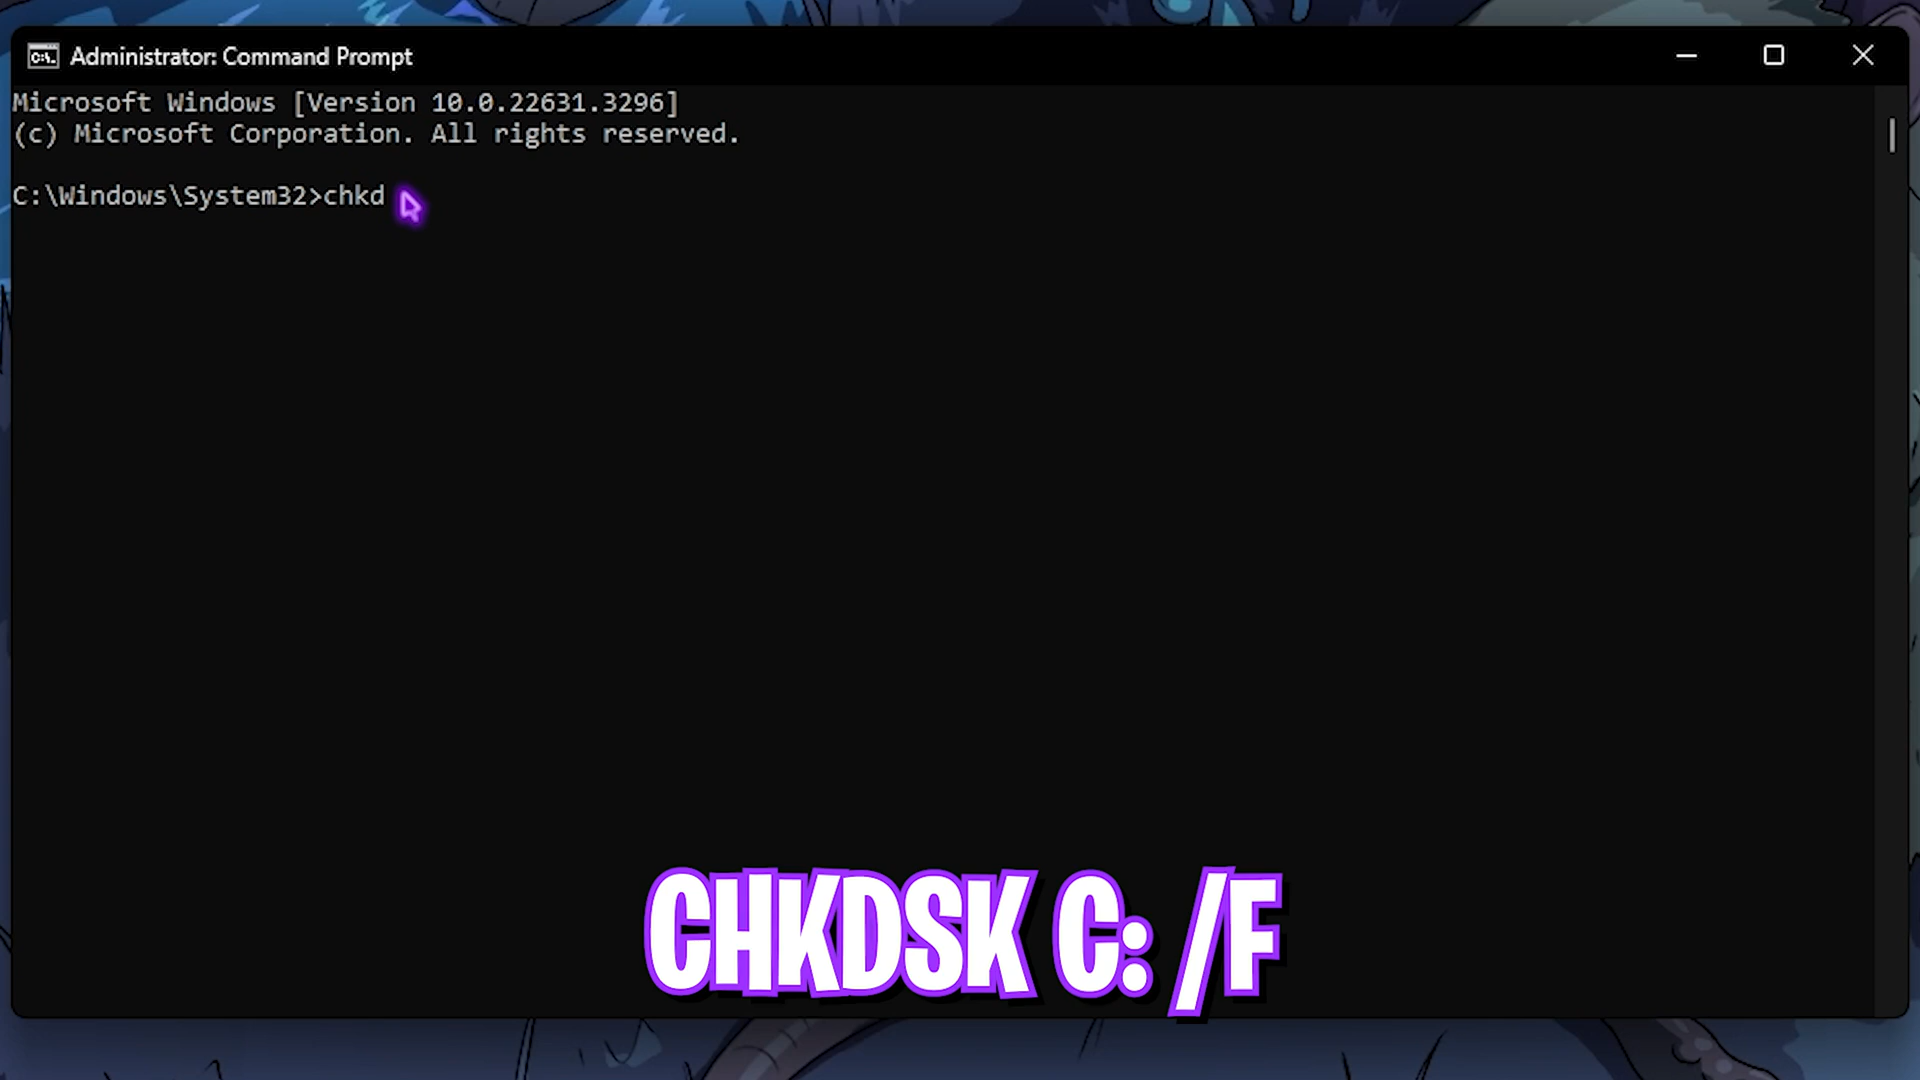 Administrator: Command Prompt
Microsoft Windows [Version 10.0.22631.3296]
(c) Microsoft Corporation. All rights reserved.
C:\Windows\System32>chkd
CHKDSK C: /F